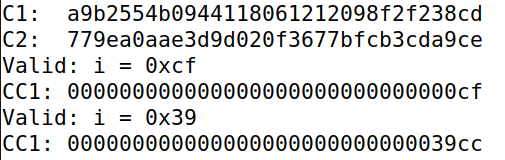 C1:  a9b2554b0944118061212098f2f238cd
C2:  779ea0aae3d9d020f3677bfcb3cda9ce
Valid: i = 0xcf
CC1: 000000000000000000000000000000cf
Valid: i = 0x39
CC1: 000000000000000000000000000039cc